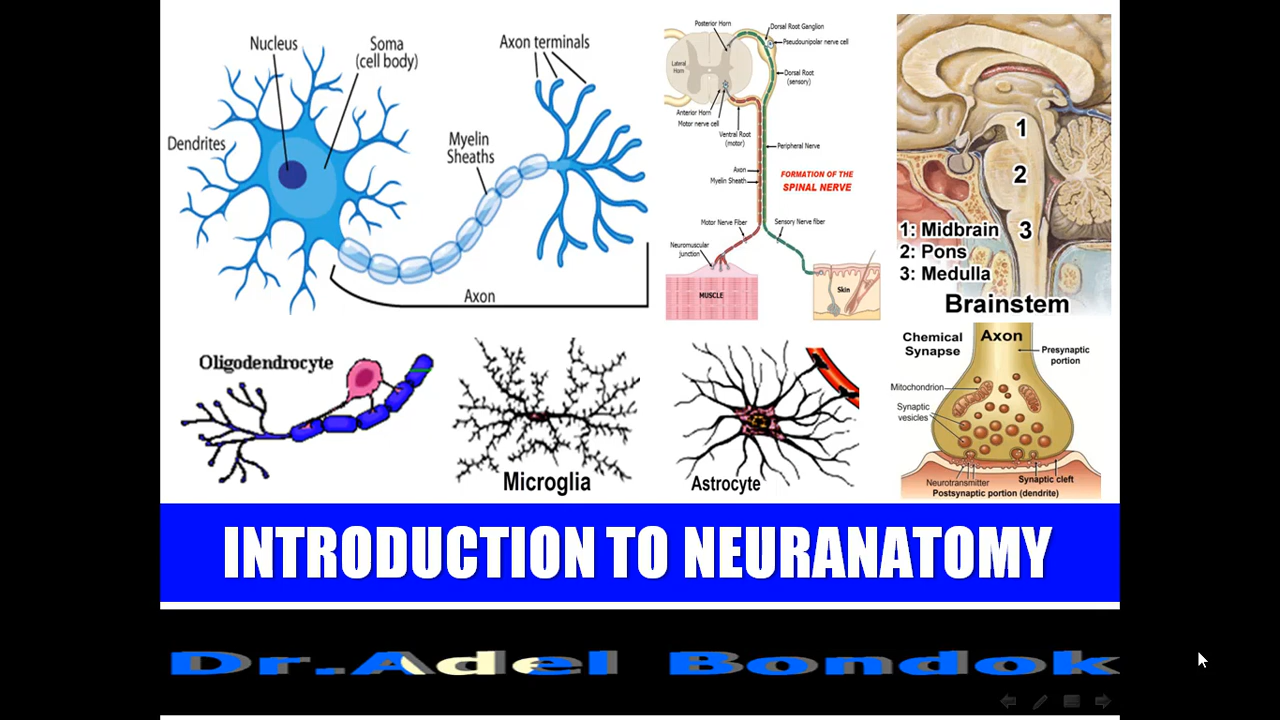 Nucleus
Soma
(cell body)
Axon terminals
Dendrites
Myelin
Sheaths
Axon
Posterior Horn
Dorsal Root Ganglion
Pseudounipolar nerve cell
Lateral
Horn
Dorsal Root
(sensory)
Anterior Horn
Motor nerve cell
Ventral Root
(motor)
Peripheral Nerve
Axon
Myelin Sheath
FORMATION OF THE
SPINAL NERVE
Motor Nerve Fiber
Sensory Nerve fiber
Neuromuscular
junction
MUSCLE
Skin
1
2
3
1: Midbrain
2: Pons
3: Medulla
Brainstem
Oligodendrocyte
Microglia
Astrocyte
Chemical
Synapse
Axon
Presynaptic
portion
Mitochondrion
Synaptic
vesicles
Neurotransmitter
Synaptic cleft
Postsynaptic portion (dendrite)
INTRODUCTION TO NEURANATOMY
Dr.Adel Bondok